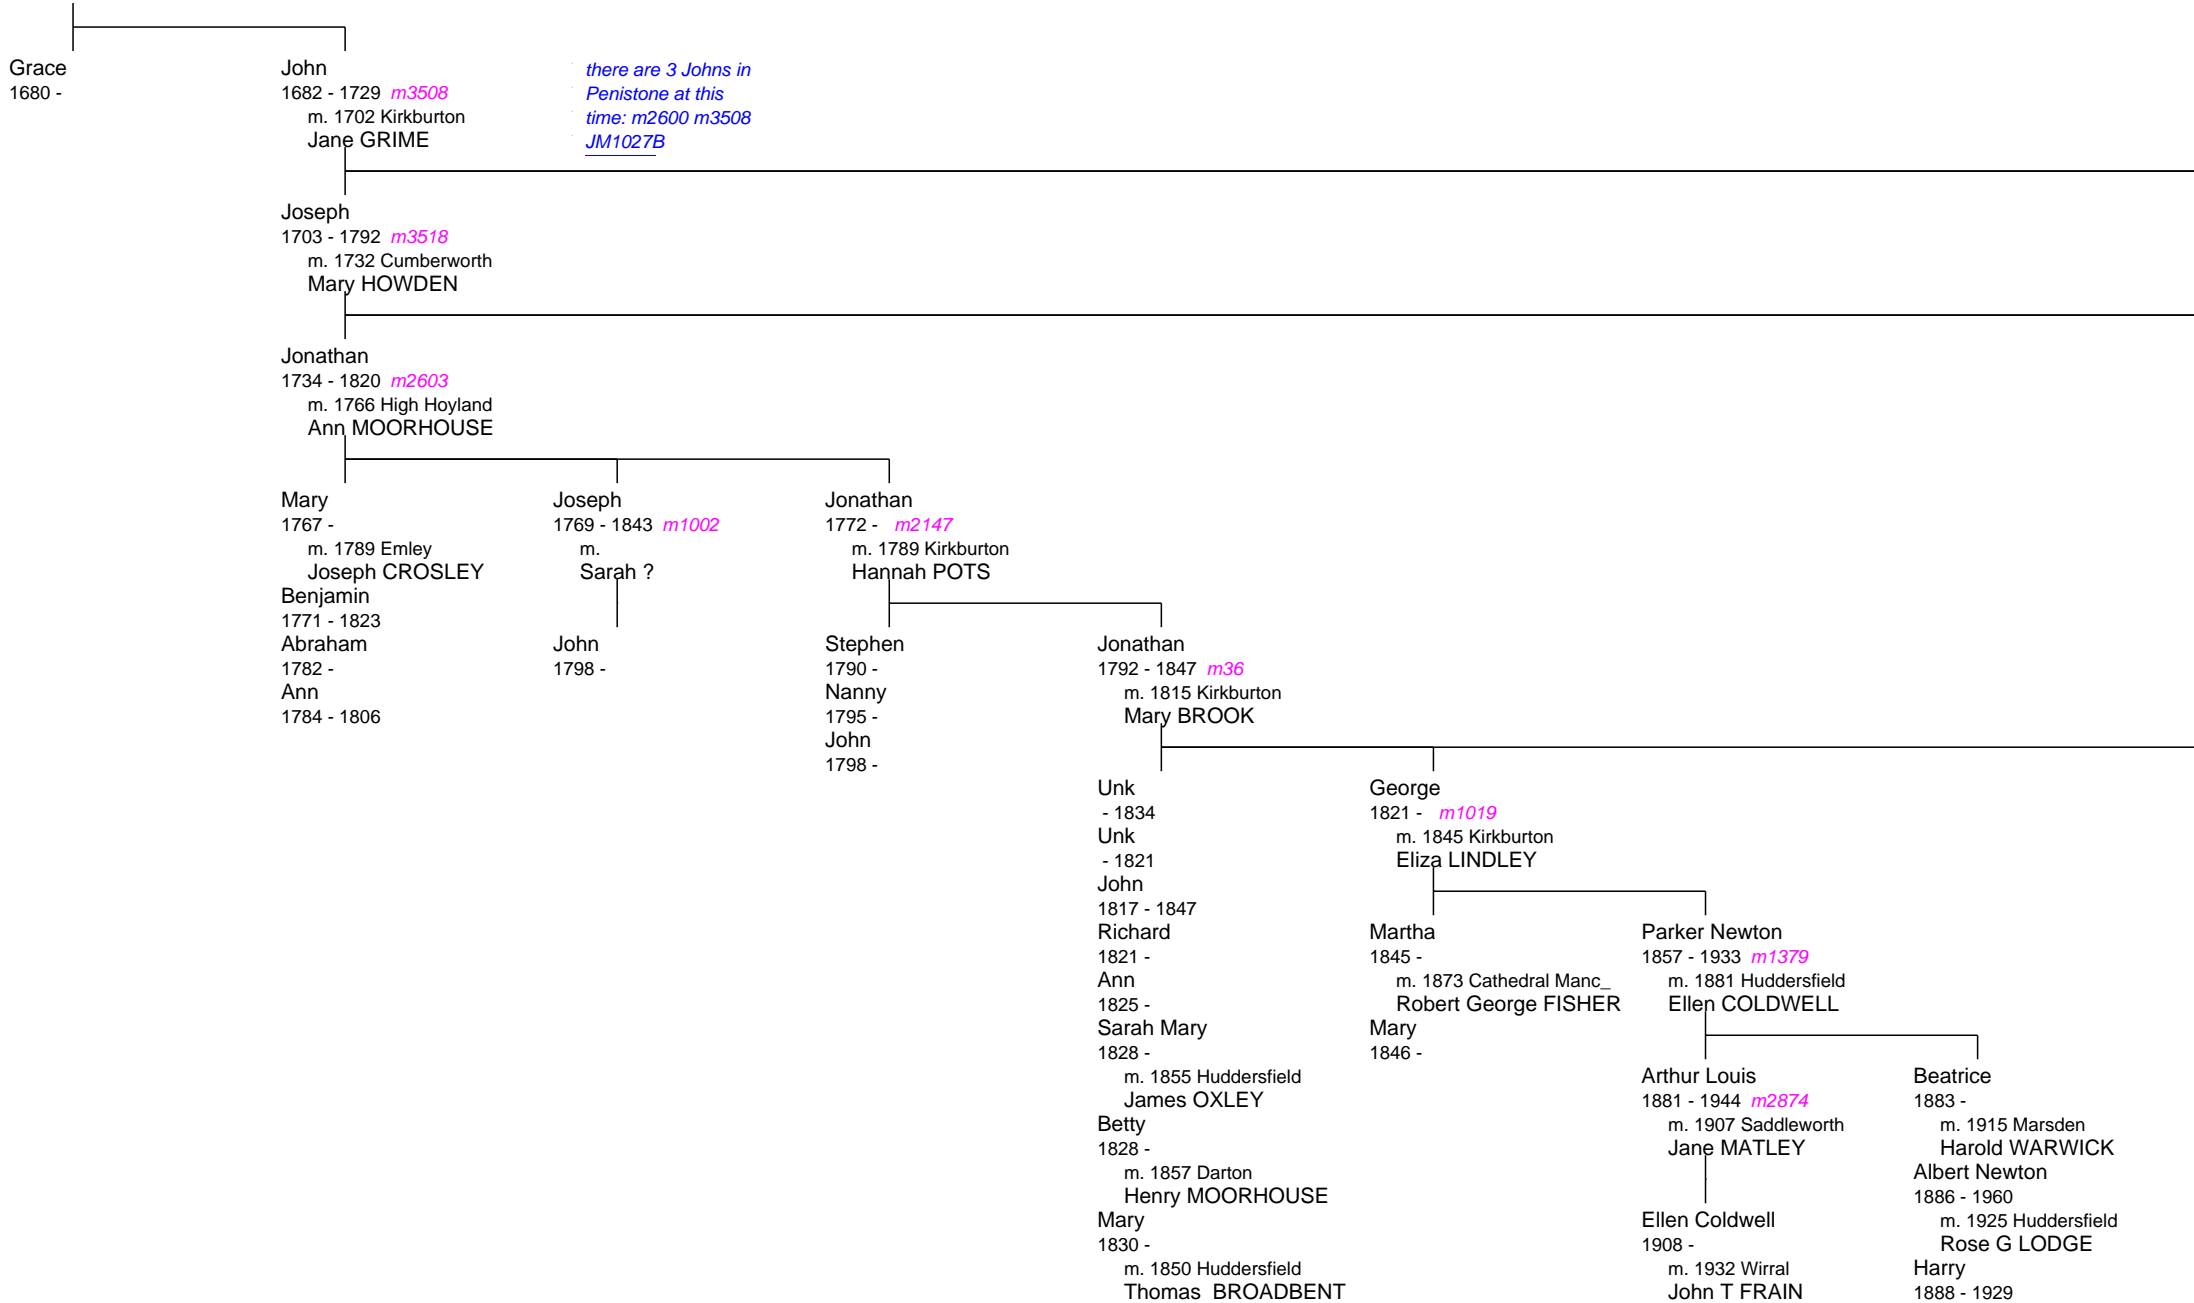 Grace
1680 -
John
1682 - 1729 m3508
m. 1702 Kirkburton
Jane GRIME
there are 3 Johns in
Penistone at this
time: m2600 m3508
JM1027B
Joseph
1703 - 1792 m3518
m. 1732 Cumberworth
Mary HOWDEN
Jonathan
1734 - 1820 m2603
m. 1766 High Hoyland
Ann MOORHOUSE
Mary
1767 -
m. 1789 Emley
Joseph CROSLEY
Benjamin
1771 - 1823
Abraham
1782 -
Ann
1784 - 1806
Joseph
1769 - 1843 m1002
m.
Sarah ?
John
1798 -
Jonathan
1772 - m2147
m. 1789 Kirkburton
Hannah POTS
Stephen
1790 -
Nanny
1795 -
John
1798 -
Jonathan
1792 - 1847 m36
m. 1815 Kirkburton
Mary BROOK
Unk
- 1834
Unk
- 1821
John
1817 - 1847
Richard
1821 -
Ann
1825 -
Sarah Mary
1828 -
m. 1855 Huddersfield
James OXLEY
Betty
1828 -
m. 1857 Darton
Henry MOORHOUSE
Mary
1830 -
m. 1850 Huddersfield
Thomas  BROADBENT
George
1821 - m1019
m. 1845 Kirkburton
Eliza LINDLEY
Martha
1845 -
m. 1873 Cathedral Manc_
Robert George FISHER
Mary
1846 -
Parker Newton
1857 - 1933 m1379
m. 1881 Huddersfield
Ellen COLDWELL
Arthur Louis
1881 - 1944 m2874
m. 1907 Saddleworth
Jane MATLEY
Ellen Coldwell
1908 -
m. 1932 Wirral
John T FRAIN
Beatrice
1883 -
m. 1915 Marsden
Harold WARWICK
Albert Newton
1886 - 1960
m. 1925 Huddersfield
Rose G LODGE
Harry
1888 - 1929